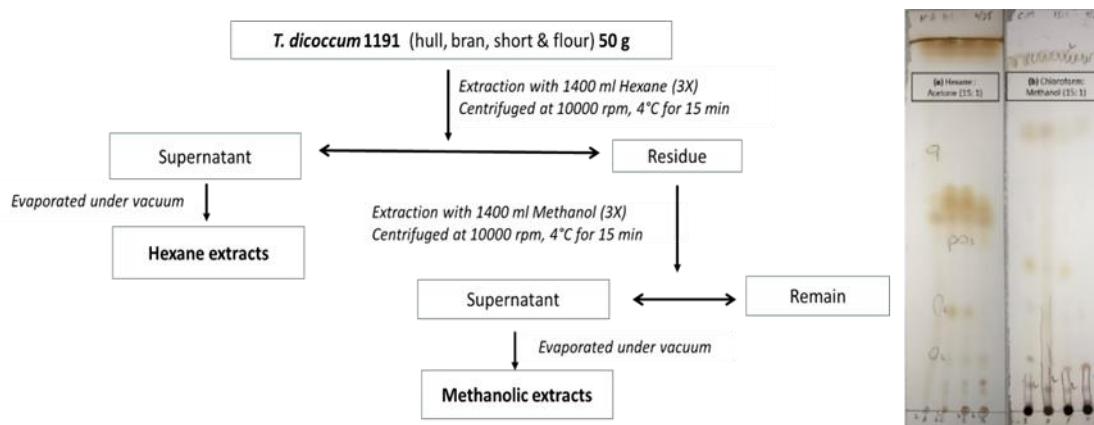 T. dicoccum 1191 (hull, bran, short & flour) 50 g
Extraction with 1400 ml Hexane (3X)
Centrifuged at 10000 rpm, 4°C for 15 min
Supernatant
Residue
Evaporated under vacuum
Hexane extracts
Extraction with 1400 ml Methanol (3X)
Centrifuged at 10000 rpm, 4°C for 15 min
Supernatant
Remain
Evaporated under vacuum
Methanolic extracts
(a) Hexane :
Acetone (15: 1)
(b) Chloroform:
Methanol (15: 1)